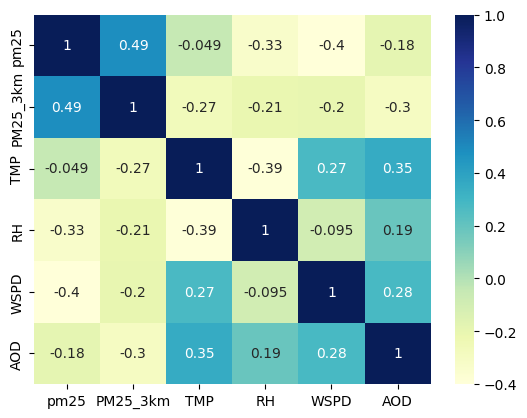 pm25 1 0.49 -0.049 -0.33 -0.4 -0.18
PM25_3km 0.49 1 -0.27 -0.21 -0.2 -0.3
TMP -0.049 -0.27 1 -0.39 0.27 0.35
RH -0.33 -0.21 -0.39 1 -0.095 0.19
WSPD -0.4 -0.2 0.27 -0.095 1 0.28
AOD -0.18 -0.3 0.35 0.19 0.28 1
pm25 PM25_3km TMP RH WSPD AOD
1.0
0.8
0.6
0.4
0.2
0.0
−0.2
−0.4